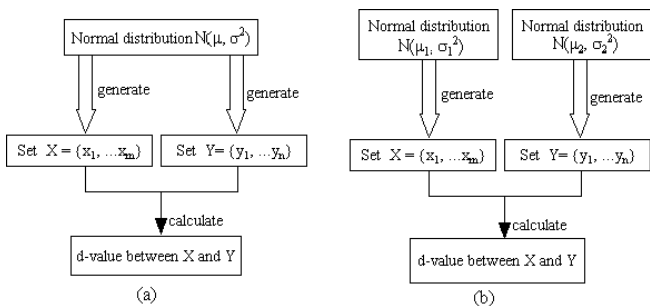 Normal distribution N(μ, σ²)
generate
generate
Set X = {x₁, ...xₘ}
Set Y= {y₁, ...yₙ}
calculate
d-value between X and Y
(a)
Normal distribution
N(μ₁, σ₁²)
Normal distribution
N(μ₂, σ₂²)
generate
generate
Set X = {x₁, ...xₘ}
Set Y= {y₁, ...yₙ}
calculate
d-value between X and Y
(b)